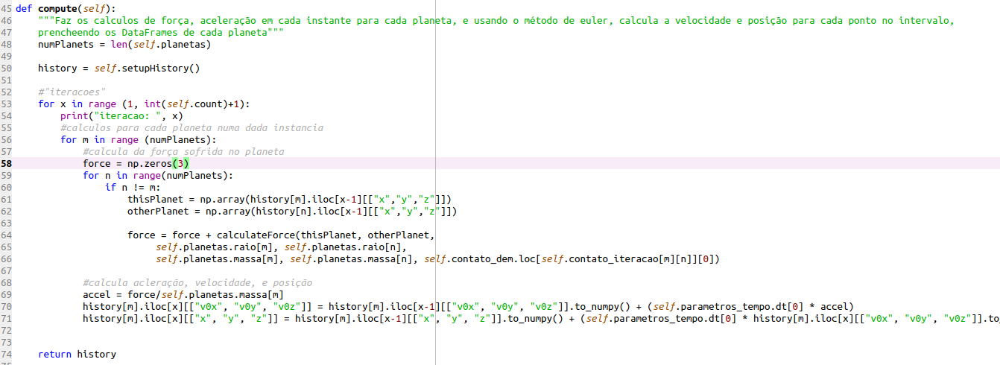 45 def compute(self):
46     """Faz os calculos de força, aceleração em cada instante para cada planeta, e usando o método de euler, calcula a velocidade e posição para cada ponto no intervalo,
47     prencheendo os DataFrames de cada planeta"""
48     numPlanets = len(self.planetas)
49
50     history = self.setupHistory()
51
52     #"iteracoes"
53     for x in range (1, int(self.count)+1):
54         print("iteracao: ", x)
55         #calculos para cada planeta numa dada instancia
56         for m in range (numPlanets):
57             #calcula da força sofrida no planeta
58             force = np.zeros(3)
59             for n in range(numPlanets):
60                 if n != m:
61                     thisPlanet = np.array(history[m].iloc[x-1][["x","y","z"]])
62                     otherPlanet = np.array(history[n].iloc[x-1][["x","y","z"]])
63
64                     force = force + calculateForce(thisPlanet, otherPlanet,
65                          self.planetas.raio[m], self.planetas.raio[n],
66                          self.planetas.massa[m], self.planetas.massa[n], self.contato_dem.loc[self.contato_iteracao[m][n]][0])
67
68             #calcula acleração, velocidade, e posição
69             accel = force/self.planetas.massa[m]
70             history[m].iloc[x][["v0x", "v0y", "v0z"]] = history[m].iloc[x-1][["v0x", "v0y", "v0z"]].to_numpy() + (self.parametros_tempo.dt[0] * accel)
71             history[m].iloc[x][["x", "y", "z"]] = history[m].iloc[x-1][["x", "y", "z"]].to_numpy() + (self.parametros_tempo.dt[0] * history[m].iloc[x][["v0x", "v0y", "v0z"]].to_
72
73
74     return history